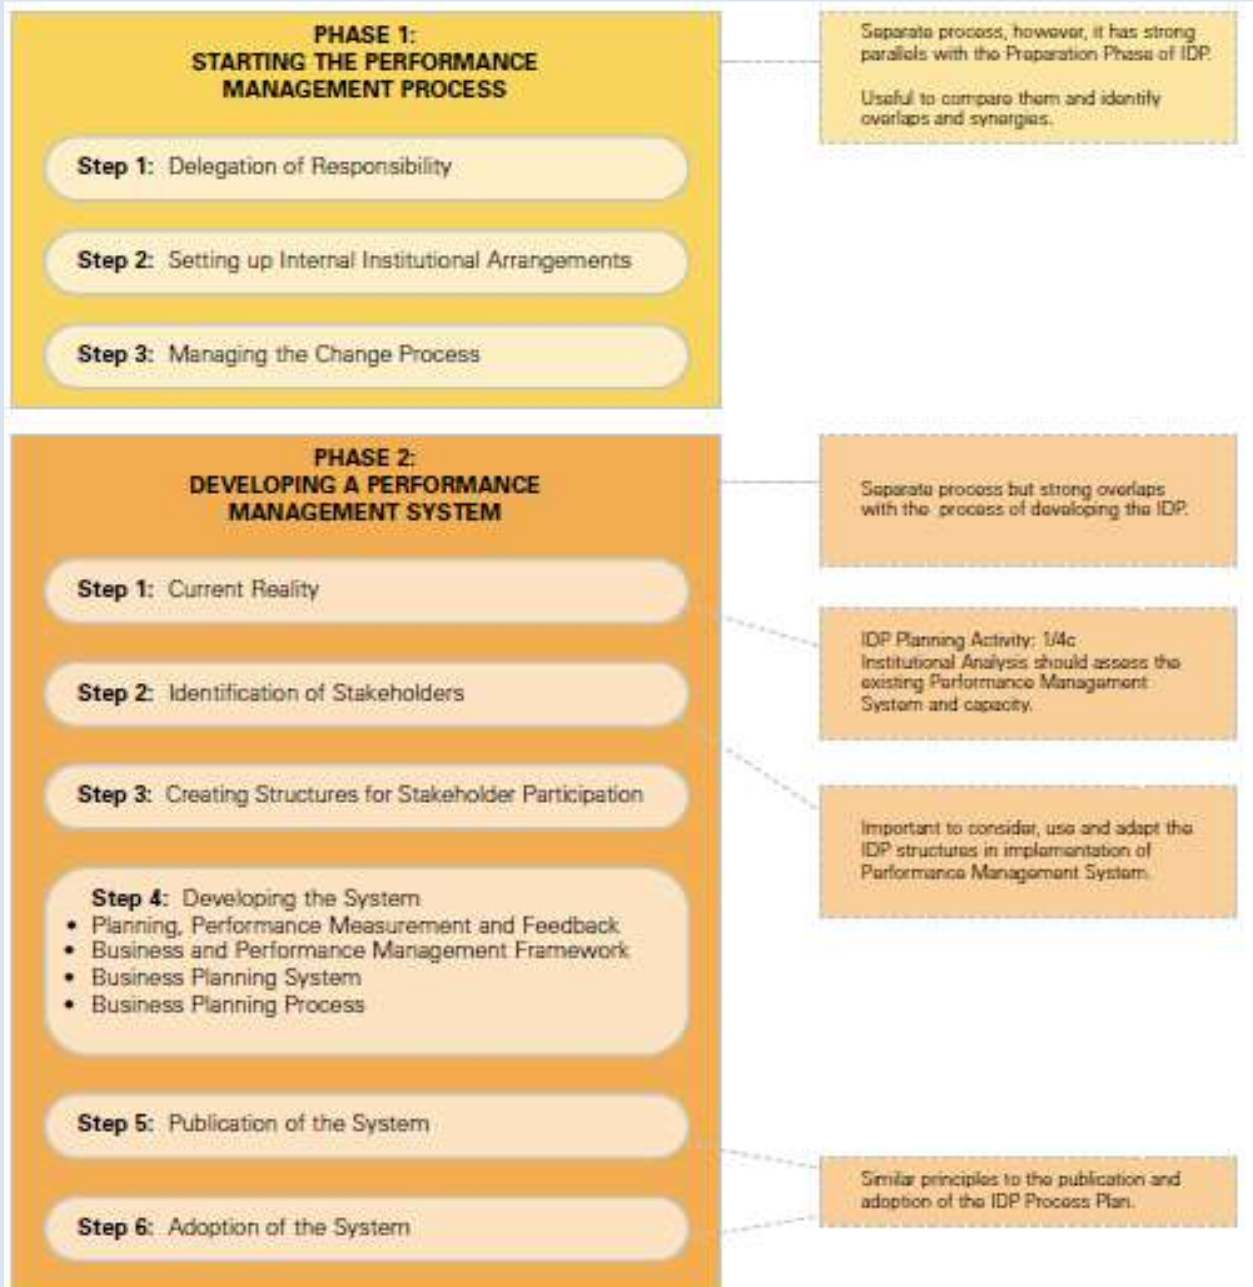 PHASE 1:
STARTING THE PERFORMANCE
MANAGEMENT PROCESS
Separate process, however, it has strong
parallels with the Preparation Phase of IDP.
Useful to compare them and identify
overlaps and synergies.
Step 1: Delegation of Responsibility
Step 2: Setting up Internal Institutional Arrangements
Step 3: Managing the Change Process
PHASE 2:
DEVELOPING A PERFORMANCE
MANAGEMENT SYSTEM
Separate process but strong overlaps
with the process of developing the IDP.
Step 1: Current Reality
IDP Planning Activity: 1/4c
Institutional Analysis should assess the
existing Performance Management
System and capacity.
Step 2: Identification of Stakeholders
Step 3: Creating Structures for Stakeholder Participation
Important to consider, use and adapt the
IDP structures in implementation of
Performance Management System.
Step 4: Developing the System
• Planning, Performance Measurement and Feedback
• Business and Performance Management Framework
• Business Planning System
• Business Planning Process
Step 5: Publication of the System
Similar principles to the publication and
adoption of the IDP Process Plan.
Step 6: Adoption of the System